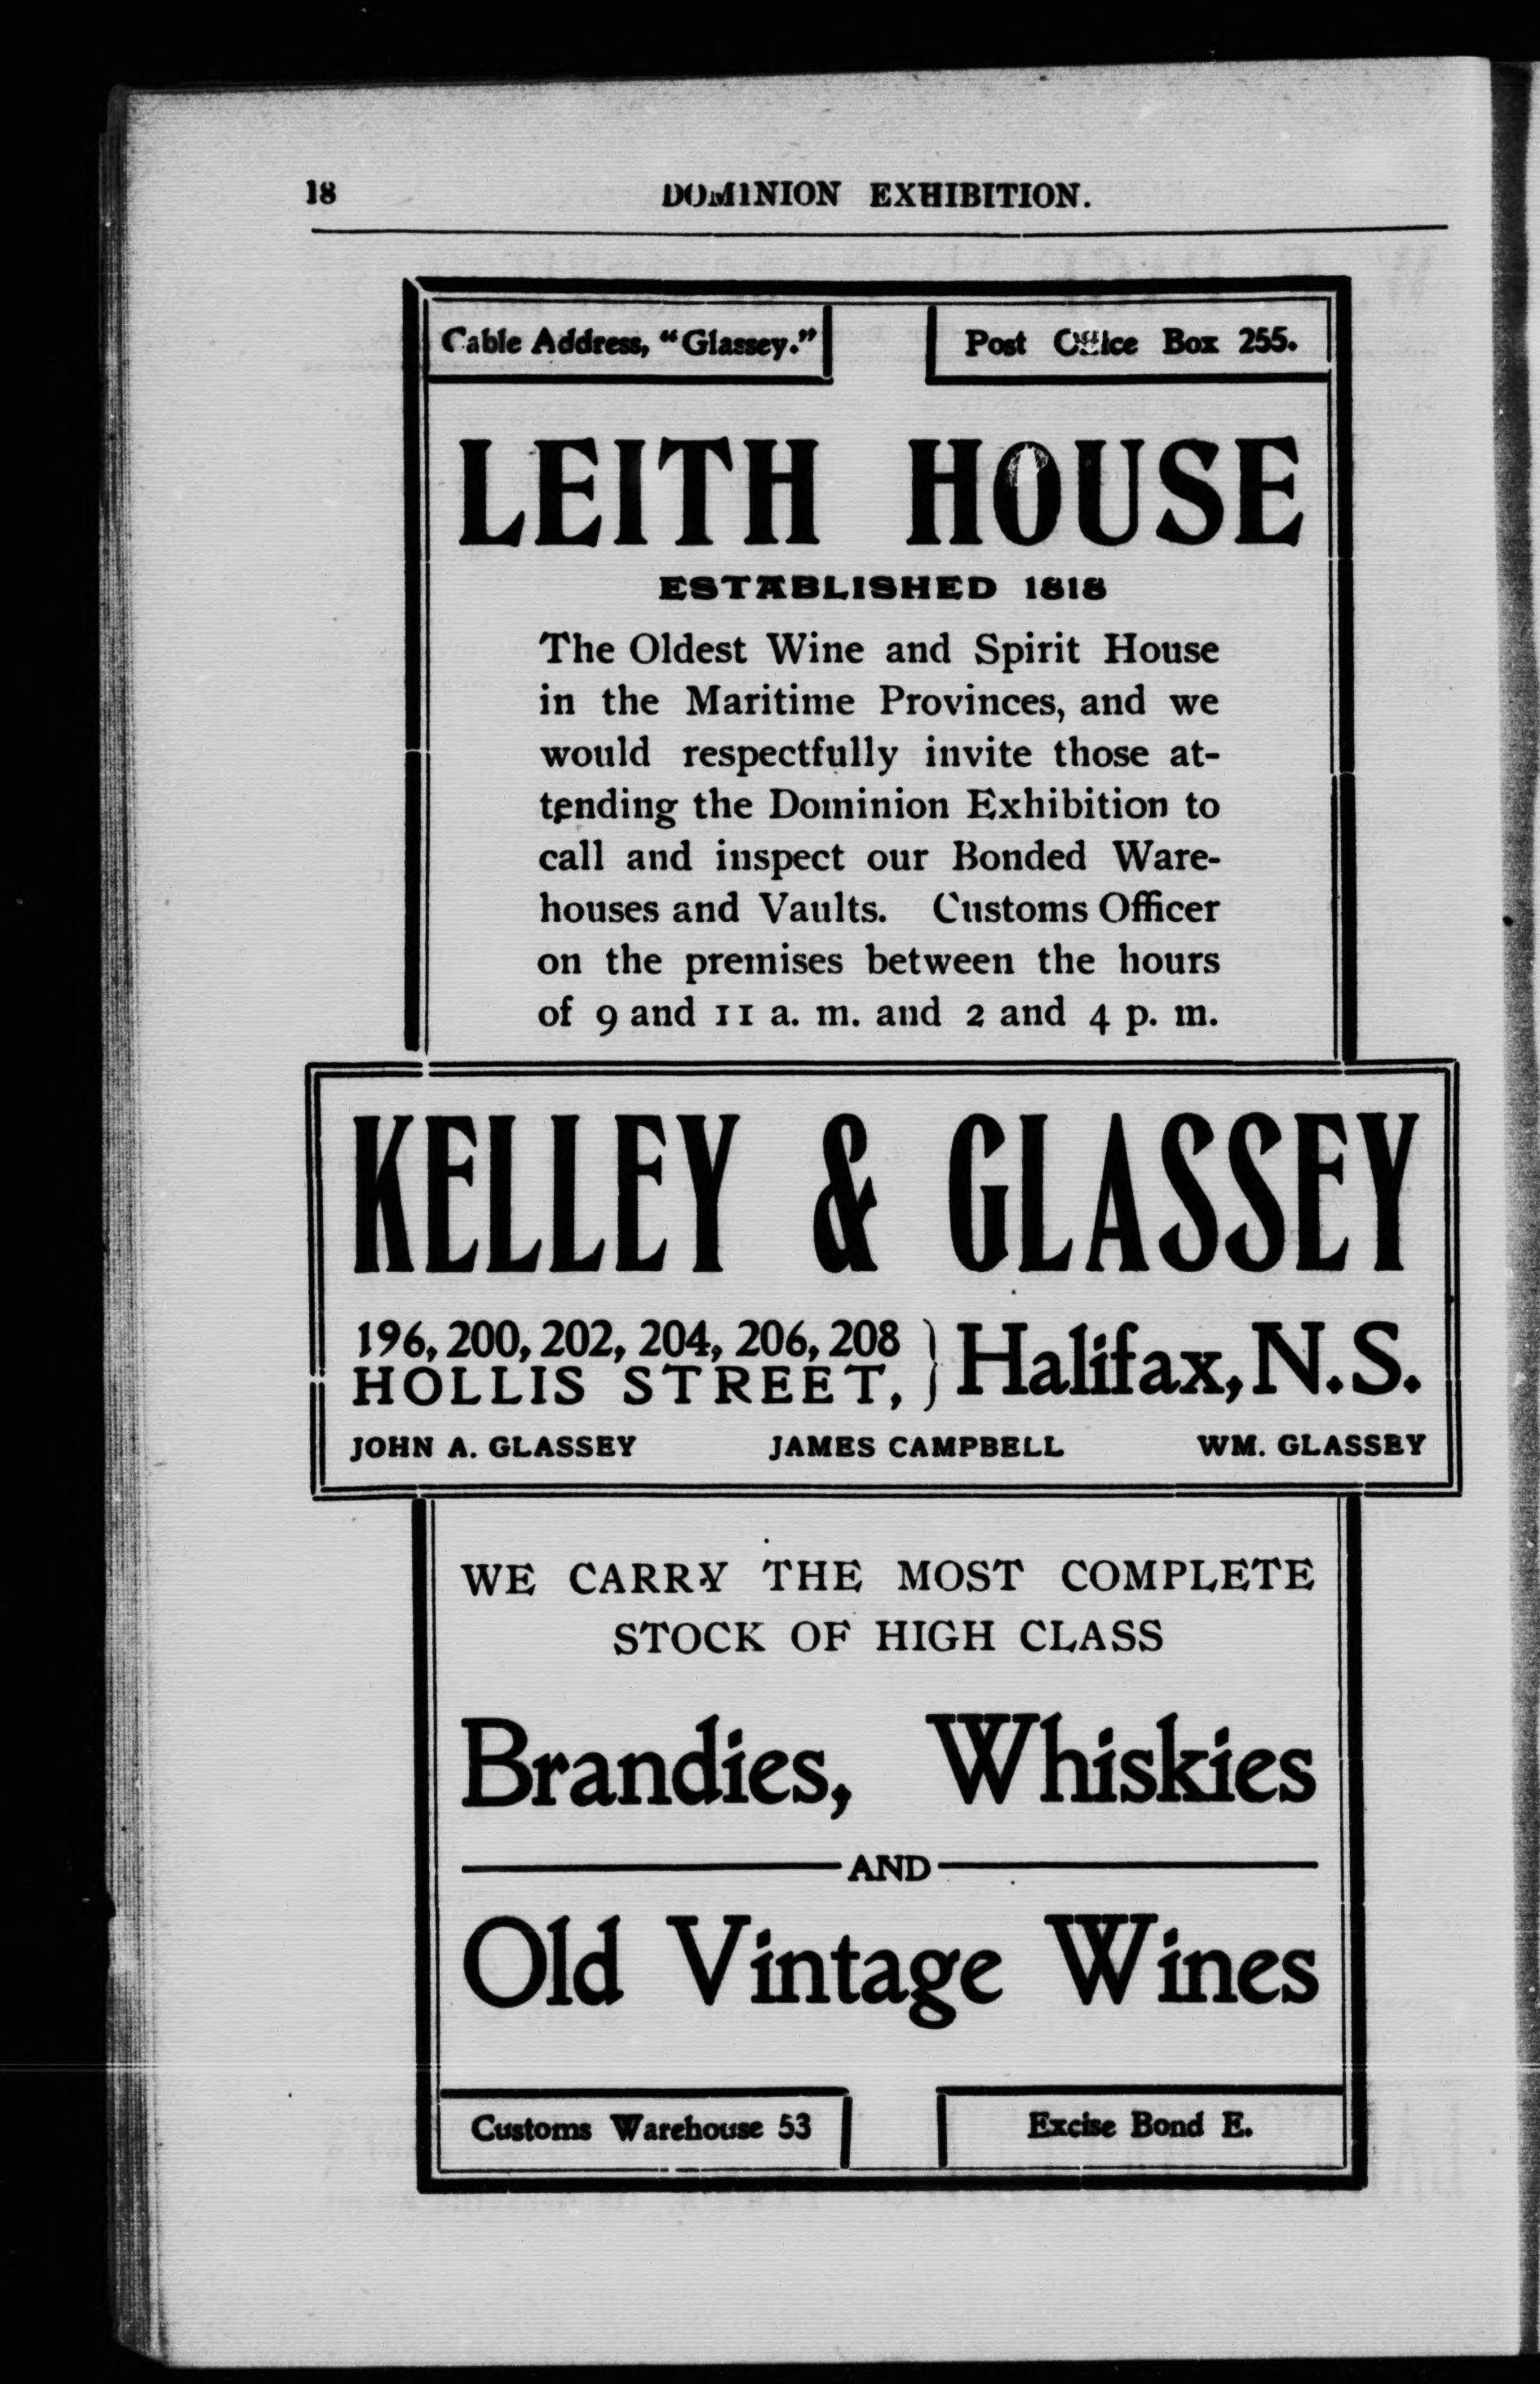 18 DOMINION EXHIBITION.
Cable Address, "Glassey." Post Office Box 255.
LEITH HOUSE
ESTABLISHED 1818
The Oldest Wine and Spirit House
in the Maritime Provinces, and we
would respectfully invite those at-
tending the Dominion Exhibition to
call and inspect our Bonded Ware-
houses and Vaults. Customs Officer
on the premises between the hours
of 9 and 11 a. m. and 2 and 4 p. m.
KELLEY & GLASSEY
196, 200, 202, 204, 206, 208
HOLLIS STREET, } Halifax, N.S.
JOHN A. GLASSEY JAMES CAMPBELL WM. GLASSEY
WE CARRY THE MOST COMPLETE
STOCK OF HIGH CLASS
Brandies, Whiskies
AND
Old Vintage Wines
Customs Warehouse 53 Excise Bond E.